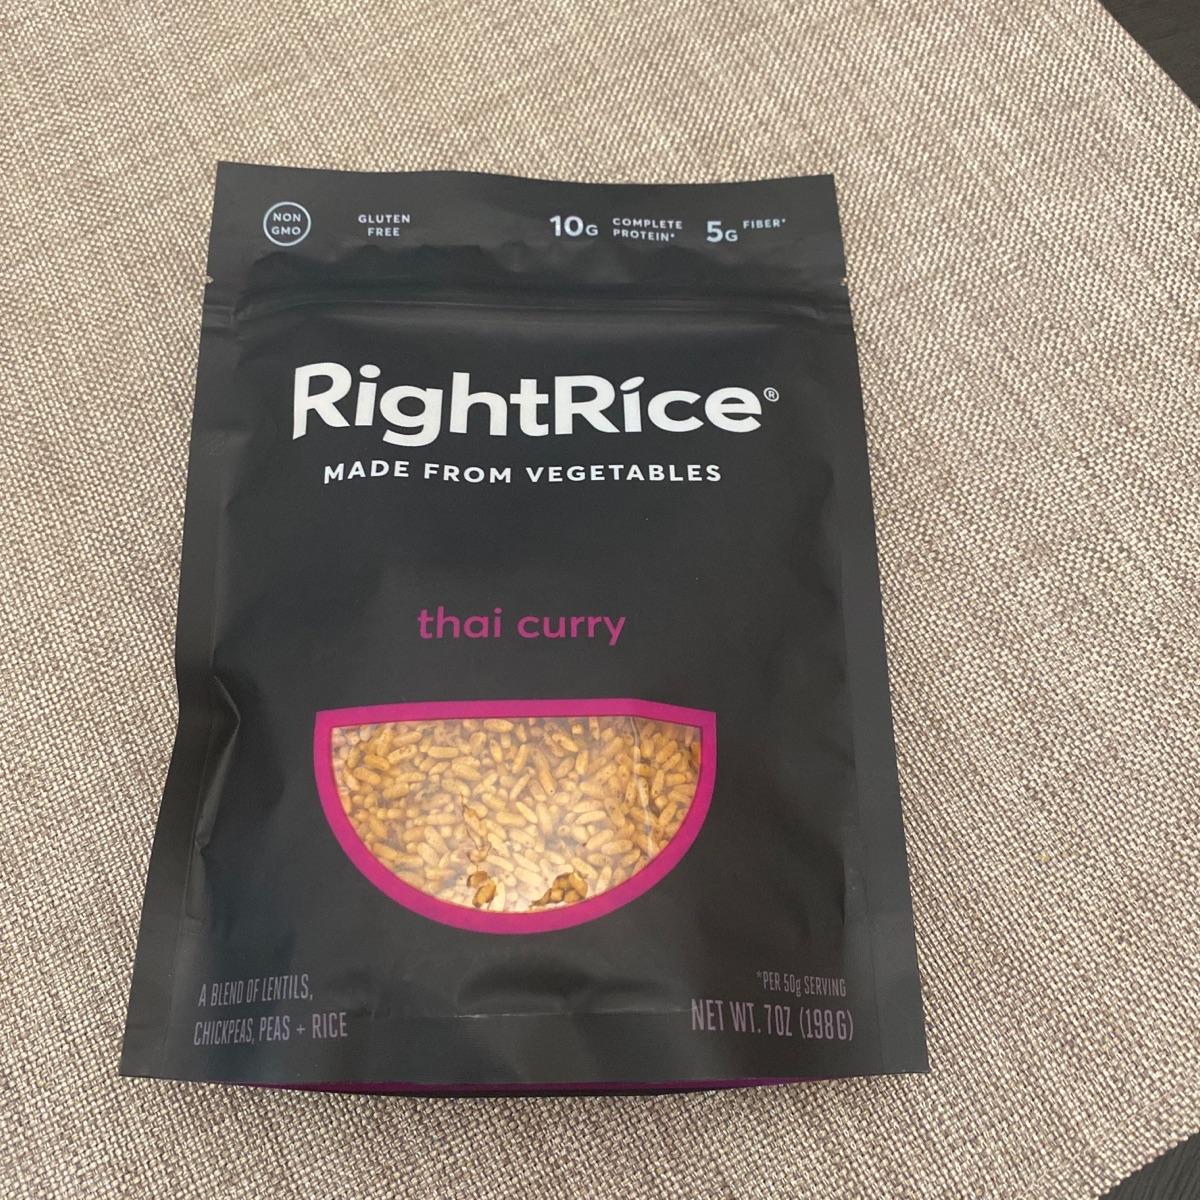 NON
GMO
GLUTEN
FREE
10G COMPLETE
PROTEIN*
5G FIBER*
RightRíce®
MADE FROM VEGETABLES
thai curry
A BLEND OF LENTILS,
CHICKPEAS, PEAS + RICE
*PER 50g SERVING
NET WT. 7OZ (198G)